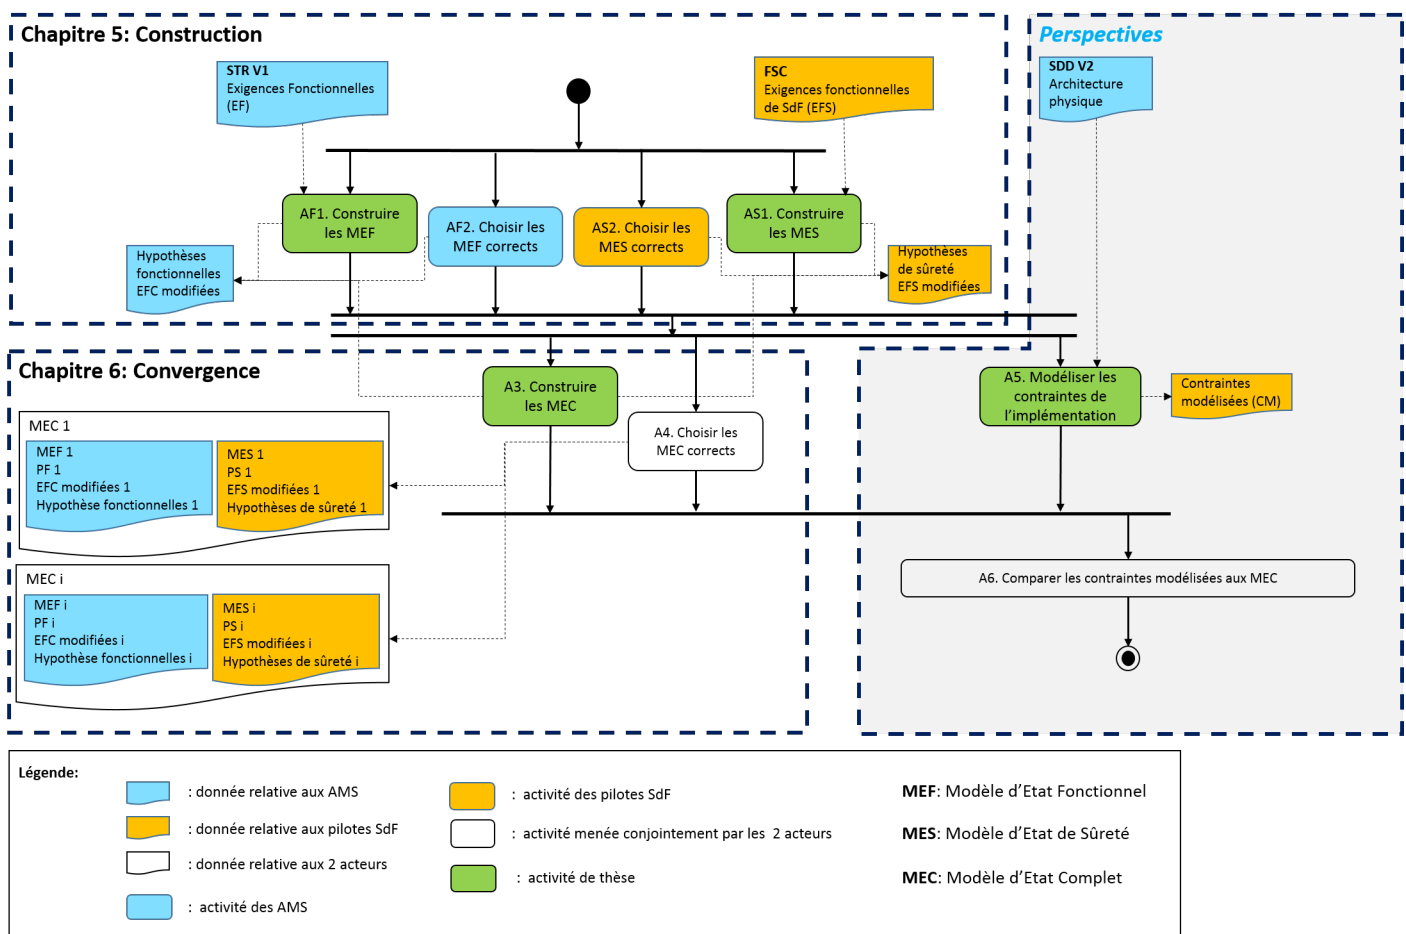 Chapitre 5: Construction
STR V1
Exigences Fonctionnelles
(EF)
FSC
Exigences fonctionnelles
de SdF (EFS)
Perspectives
SDD V2
Architecture
physique
AF1. Construire
les MEF
AF2. Choisir les
MEF corrects
AS2. Choisir les
MES corrects
AS1. Construire
les MES
Hypothèses
fonctionnelles
EFC modifiées
Hypothèses
de sûreté
EFS modifiées
Chapitre 6: Convergence
A3. Construire
les MEC
A4. Choisir les
MEC corrects
A5. Modéliser les
contraintes de
l’implémentation
Contraintes
modélisées (CM)
MEC 1
MEF 1
PF 1
EFC modifiées 1
Hypothèse fonctionnelles 1
MES 1
PS 1
EFS modifiées 1
Hypothèses de sûreté 1
MEC i
MEF i
PF i
EFC modifiées i
Hypothèse fonctionnelles i
MES i
PS i
EFS modifiées i
Hypothèses de sûreté i
A6. Comparer les contraintes modélisées aux MEC
Légende:
: donnée relative aux AMS
: donnée relative aux pilotes SdF
: donnée relative aux 2 acteurs
: activité des AMS
: activité des pilotes SdF
: activité menée conjointement par les 2 acteurs
: activité de thèse
MEF: Modèle d’Etat Fonctionnel
MES: Modèle d’Etat de Sûreté
MEC: Modèle d’Etat Complet